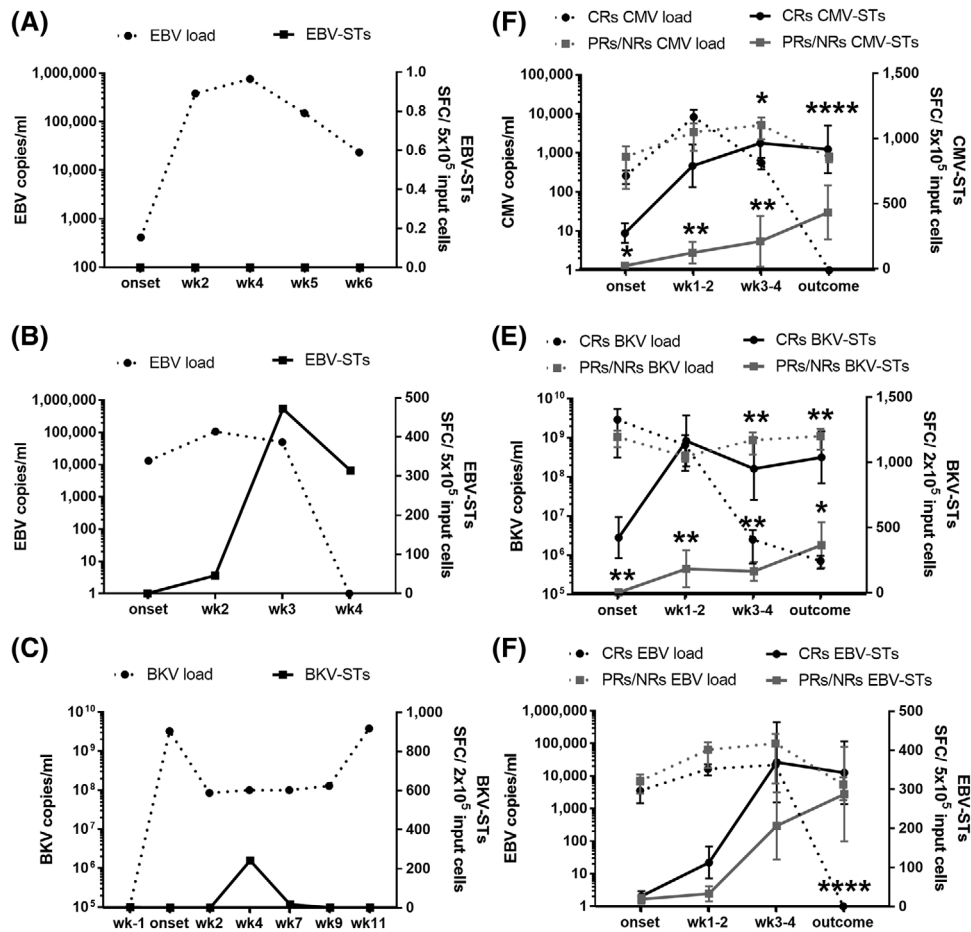 (A)
EBV load
EBV-STs
1,000,000
100,000
10,000
1,000
100
EBV copies/ml
1.0
0.8
0.6
0.4
0.2
0.0
EBV-STs
SFC/ 5x10⁵ input cells
onset wk2 wk4 wk5 wk6
(B)
EBV load
EBV-STs
1,000,000
100,000
10,000
1,000
100
10
1
EBV copies/ml
500
400
300
200
100
0
EBV-STs
SFC/ 5x10⁵ input cells
onset wk2 wk3 wk4
(C)
BKV load
BKV-STs
10¹⁰
10⁹
10⁸
10⁷
10⁶
10⁵
BKV copies/ml
1,000
800
600
400
200
0
BKV-STs
SFC/ 2x10⁵ input cells
wk-1 onset wk2 wk4 wk7 wk9 wk11
(F)
CRs CMV load
CRs CMV-STs
PRs/NRs CMV load
PRs/NRs CMV-STs
100,000
10,000
1,000
100
10
1
CMV copies/ml
1,500
1,000
500
0
CMV-STs
SFC/ 5x10⁵ input cells
*
****
**
**
*
onset wk1-2 wk3-4 outcome
(E)
CRs BKV load
CRs BKV-STs
PRs/NRs BKV load
PRs/NRs BKV-STs
10¹⁰
10⁹
10⁸
10⁷
10⁶
10⁵
BKV copies/ml
1,500
1,000
500
0
BKV-STs
SFC/ 2x10⁵ input cells
** **
*
**
**
**
onset wk1-2 wk3-4 outcome
(F)
CRs EBV load
CRs EBV-STs
PRs/NRs EBV load
PRs/NRs EBV-STs
1,000,000
100,000
10,000
1,000
100
10
1
EBV copies/ml
500
400
300
200
100
0
EBV-STs
SFC/ 5x10⁵ input cells
****
onset wk1-2 wk3-4 outcome